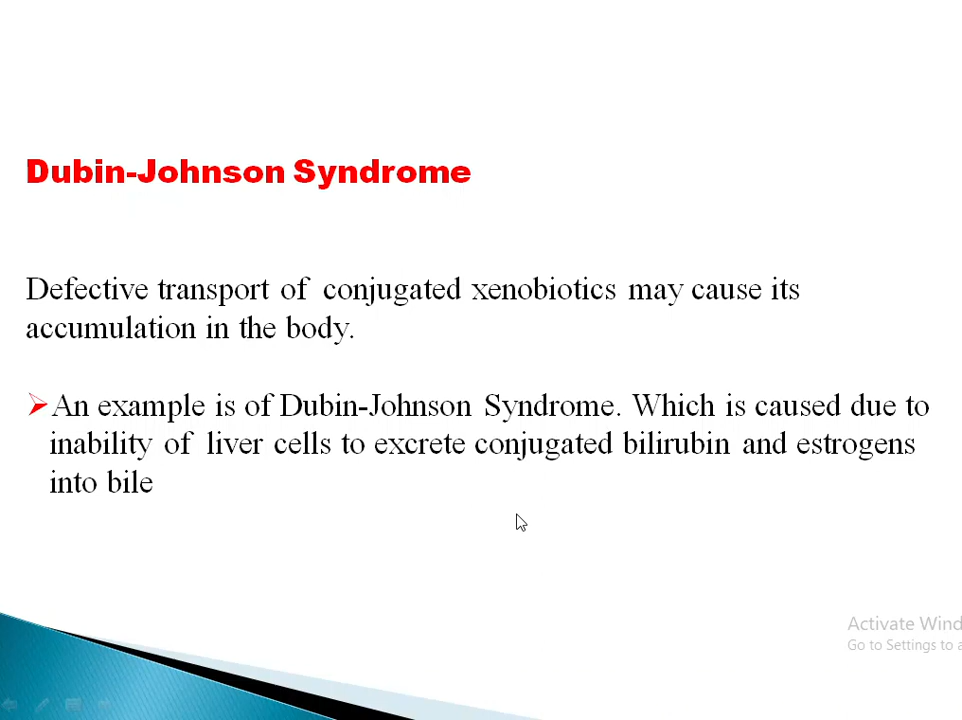 Dubin-Johnson Syndrome
Defective transport of conjugated xenobiotics may cause its
accumulation in the body.
An example is of Dubin-Johnson Syndrome. Which is caused due to
inability of liver cells to excrete conjugated bilirubin and estrogens
into bile
Activate Wind
Go to Settings to a